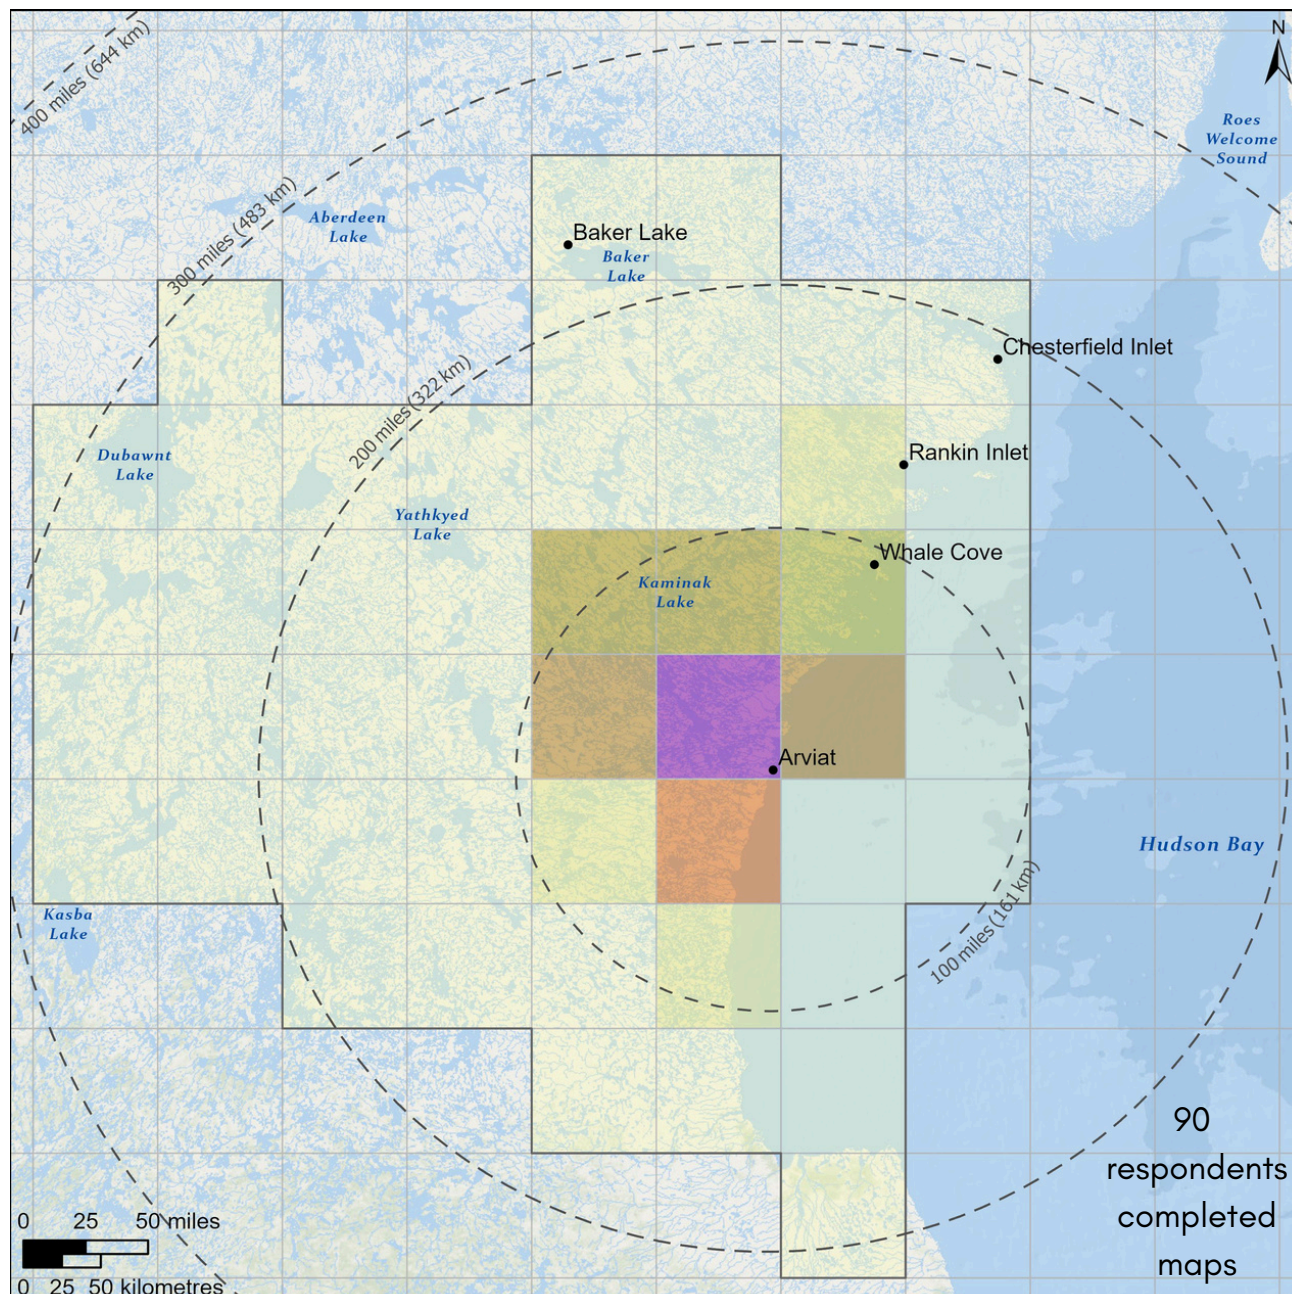 N
400 miles (644 km)
Roes
Welcome
Sound
300 miles (483 km)
Aberdeen
Lake
Baker Lake
Baker
Lake
Chesterfield Inlet
200 miles (322 km)
Dubawnt
Lake
Rankin Inlet
Yathkyed
Lake
Whale Cove
Kaminak
Lake
Arviat
Hudson Bay
100 miles (161 km)
Kasba
Lake
90
respondents
completed
maps
0 25 50 miles
0 25 50 kilometres